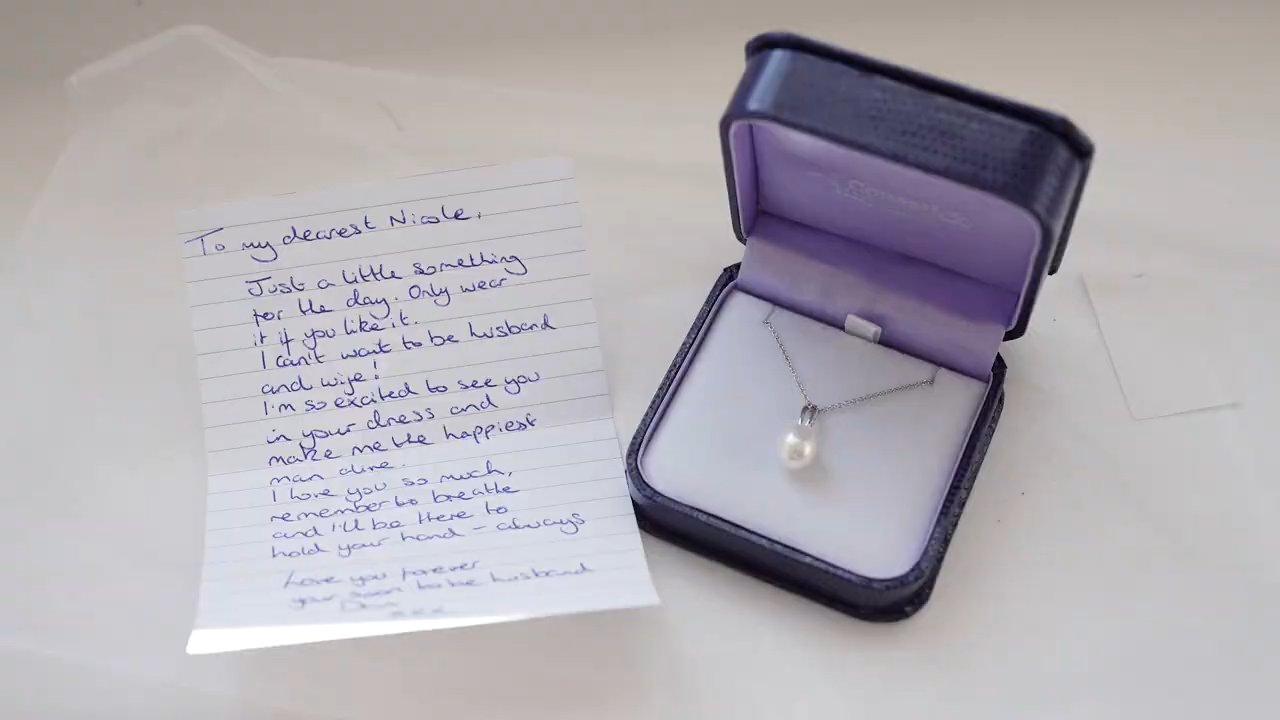 To my dearest Nicole,
Just a little something
for the day. Only wear
it if you like it.
I can't wait to be husband
and wife!
I'm so excited to see you
in your dress and
make me the happiest
man alive.
I love you so much,
remember to breathe
and I'll be there to
hold your hand – always
Love you forever
your soon to be husband
xxx